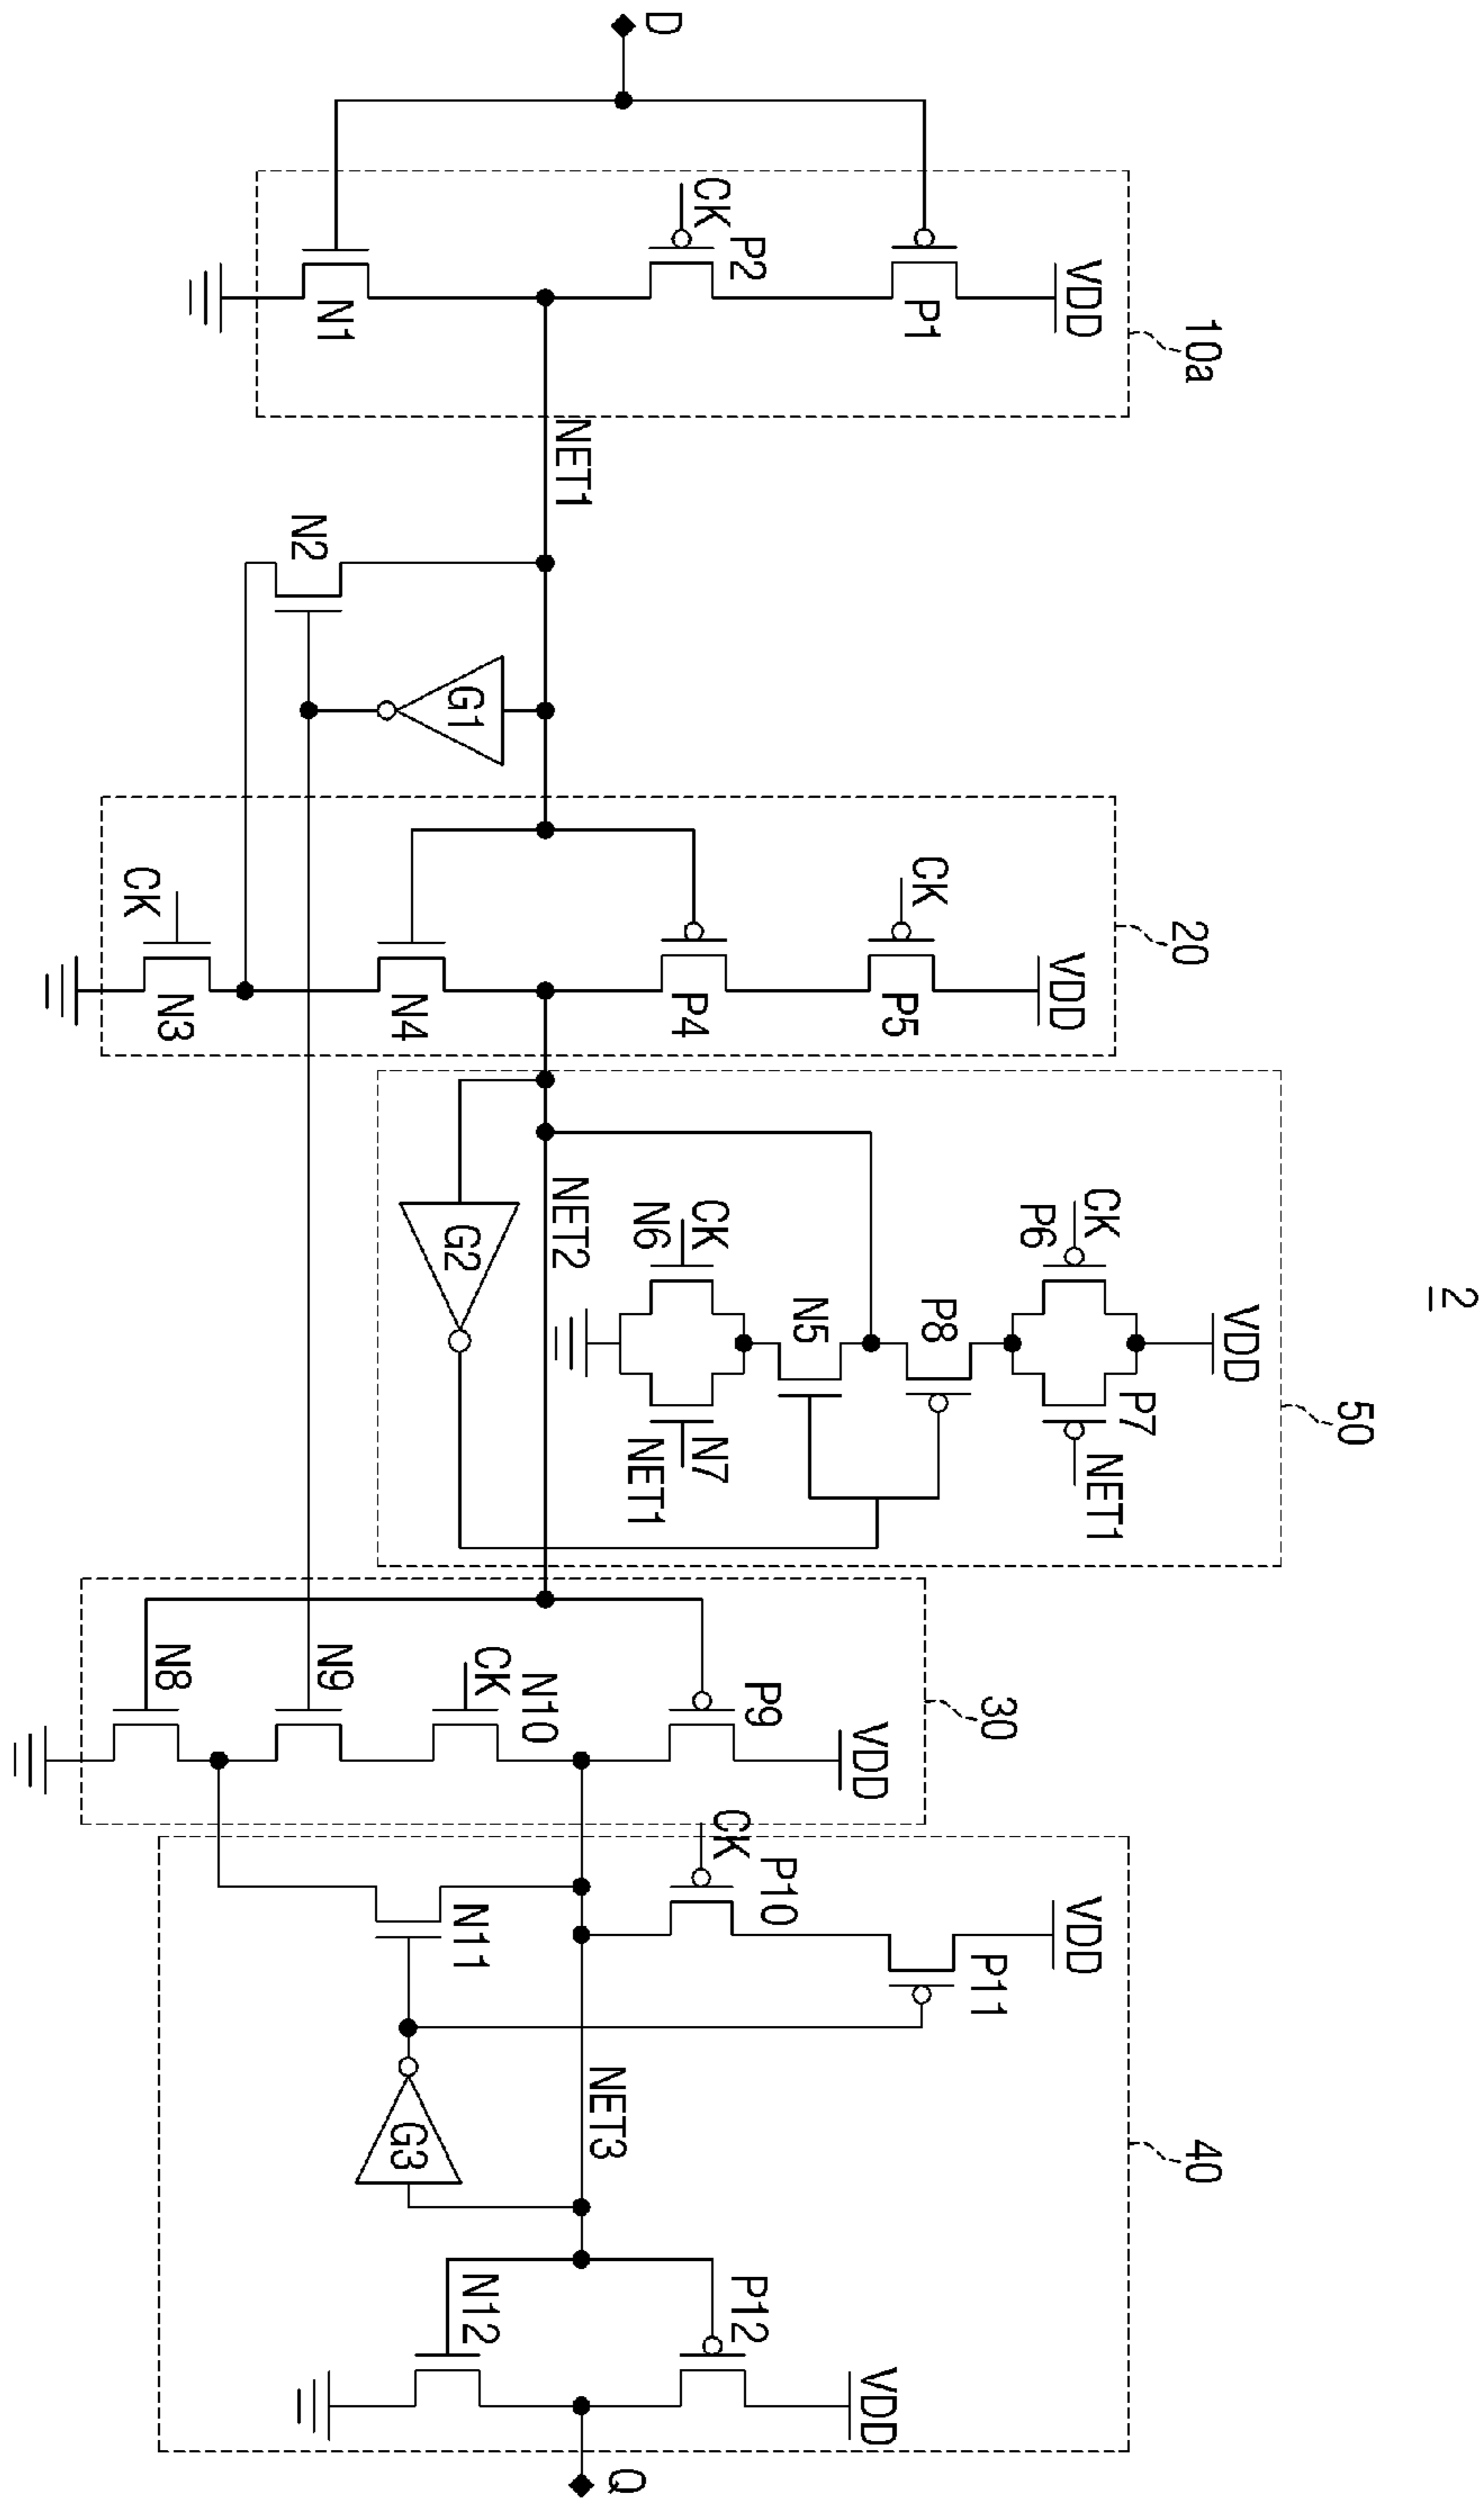 2
D
10a
VDD
P1
CK
P2
N1
NET1
N2
G1
20
VDD
CK
P5
P4
N4
CK
N3
50
VDD
CK
P6
P7
NET1
P8
N5
CK
N6
N7
NET1
NET2
G2
30
VDD
P9
N10
CK
N9
N8
40
VDD
P11
CK
P10
N11
NET3
G3
VDD
P12
N12
Q